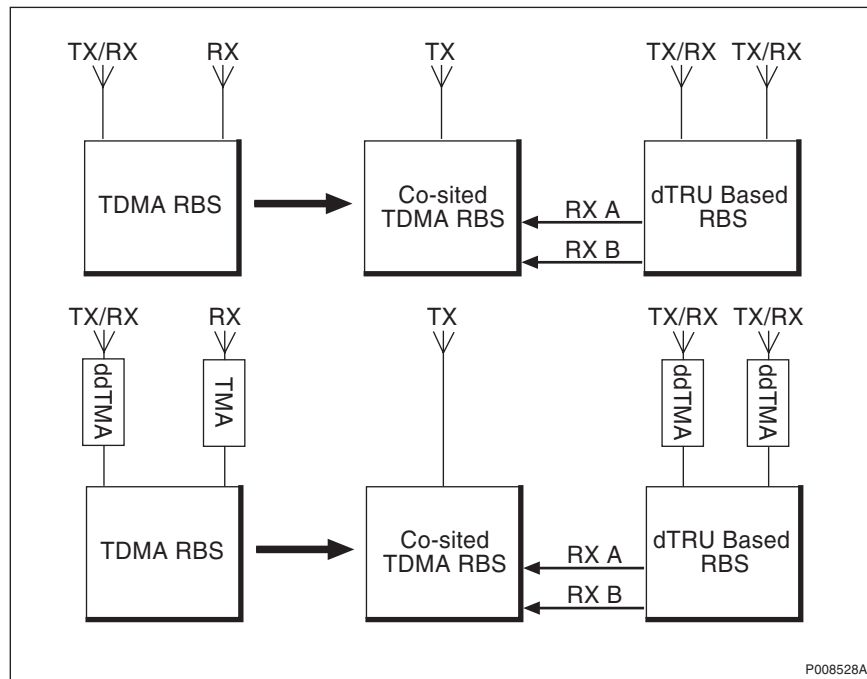 TX/RX RX TX TX/RX TX/RX
TDMA RBS
Co-sited
TDMA RBS
RX A
RX B
dTRU Based
RBS
TX/RX RX TX TX/RX TX/RX
ddTMA TMA ddTMA ddTMA
TDMA RBS
Co-sited
TDMA RBS
RX A
RX B
dTRU Based
RBS
P008528A